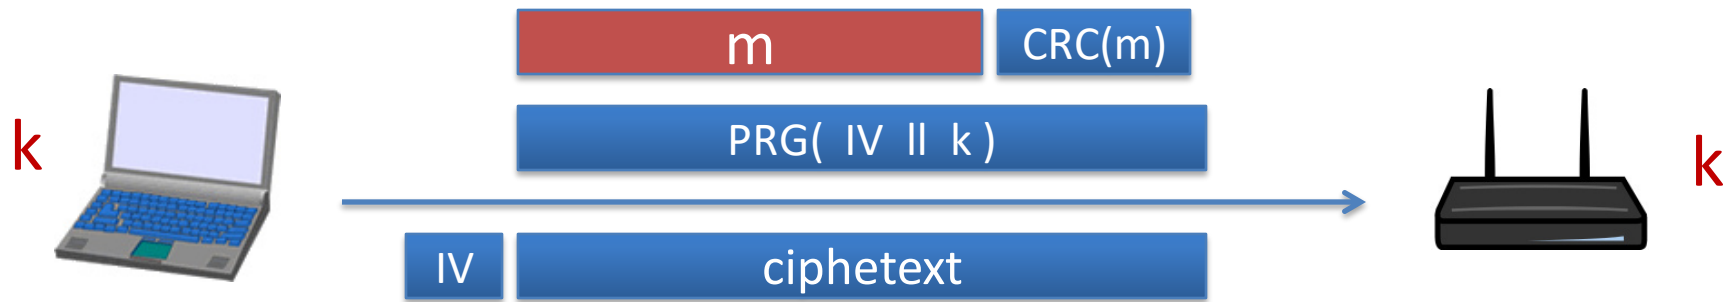 m CRC(m)
k PRG( IV ll k ) k
IV ciphetext